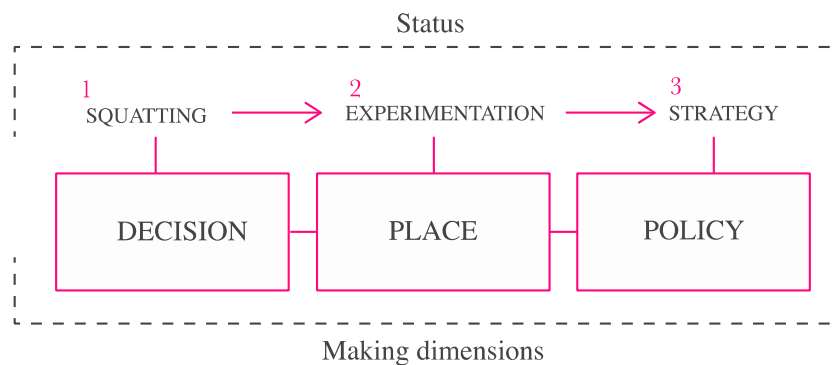 Status
1 2 3
SQUATTING EXPERIMENTATION STRATEGY
DECISION PLACE POLICY
Making dimensions